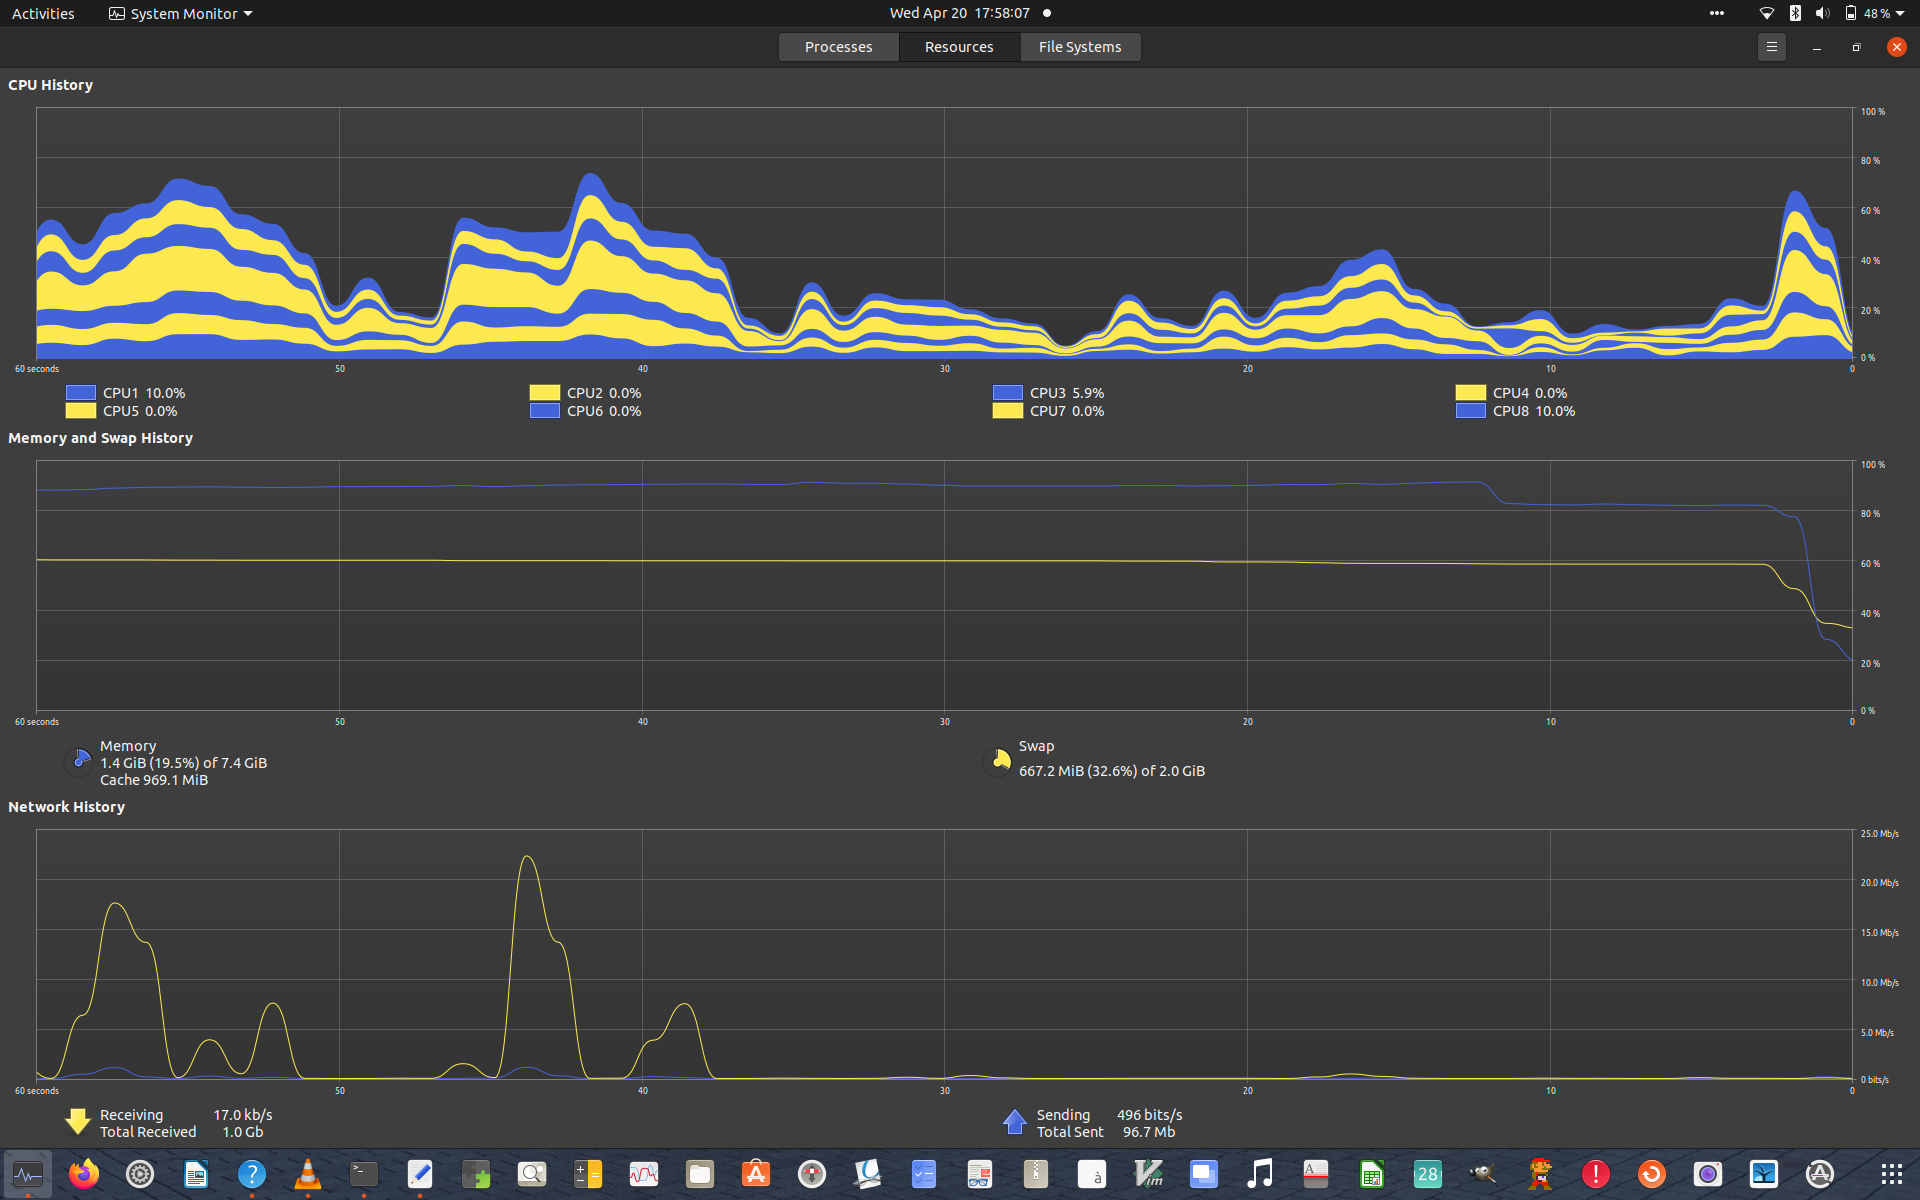 Activities System Monitor Wed Apr 20 17:58:07 48 %
Processes Resources File Systems
CPU History
100 %
80 %
60 %
40 %
20 %
0 %
60 seconds 50 40 30 20 10 0
CPU1 10.0% CPU2 0.0% CPU3 5.9% CPU4 0.0%
CPU5 0.0% CPU6 0.0% CPU7 0.0% CPU8 10.0%
Memory and Swap History
100 %
80 %
60 %
40 %
20 %
0 %
60 seconds 50 40 30 20 10 0
Memory Swap
1.4 GiB (19.5%) of 7.4 GiB 667.2 MiB (32.6%) of 2.0 GiB
Cache 969.1 MiB
Network History
25.0 Mb/s
20.0 Mb/s
15.0 Mb/s
10.0 Mb/s
5.0 Mb/s
0 bits/s
60 seconds 50 40 30 20 10 0
Receiving 17.0 kb/s Sending 496 bits/s
Total Received 1.0 Gb Total Sent 96.7 Mb
? >_ A à Vim A 28 !